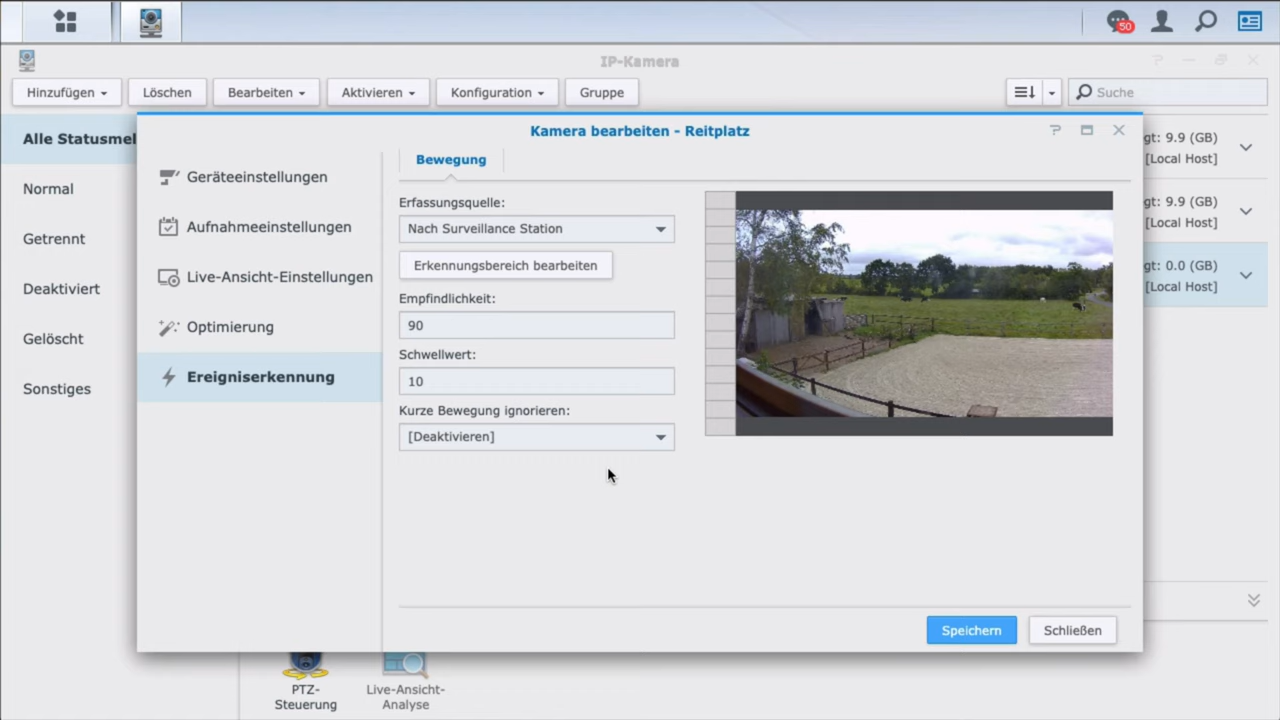 50
IP-Kamera
Hinzufügen
Löschen
Bearbeiten
Aktivieren
Konfiguration
Gruppe
Suche
Alle Statusmel
Normal
Getrennt
Deaktiviert
Gelöscht
Sonstiges
Kamera bearbeiten - Reitplatz
Geräteeinstellungen
Aufnahmeeinstellungen
Live-Ansicht-Einstellungen
Optimierung
Ereigniserkennung
Bewegung
Erfassungsquelle:
Nach Surveillance Station
Erkennungsbereich bearbeiten
Empfindlichkeit:
90
Schwellwert:
10
Kurze Bewegung ignorieren:
[Deaktivieren]
Speichern
Schließen
gt: 9.9 (GB)
[Local Host]
gt: 9.9 (GB)
[Local Host]
gt: 0.0 (GB)
[Local Host]
PTZ-
Steuerung
Live-Ansicht-
Analyse